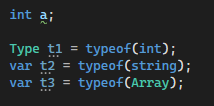 int a;
Type t1 = typeof(int);
var t2 = typeof(string);
var t3 = typeof(Array);